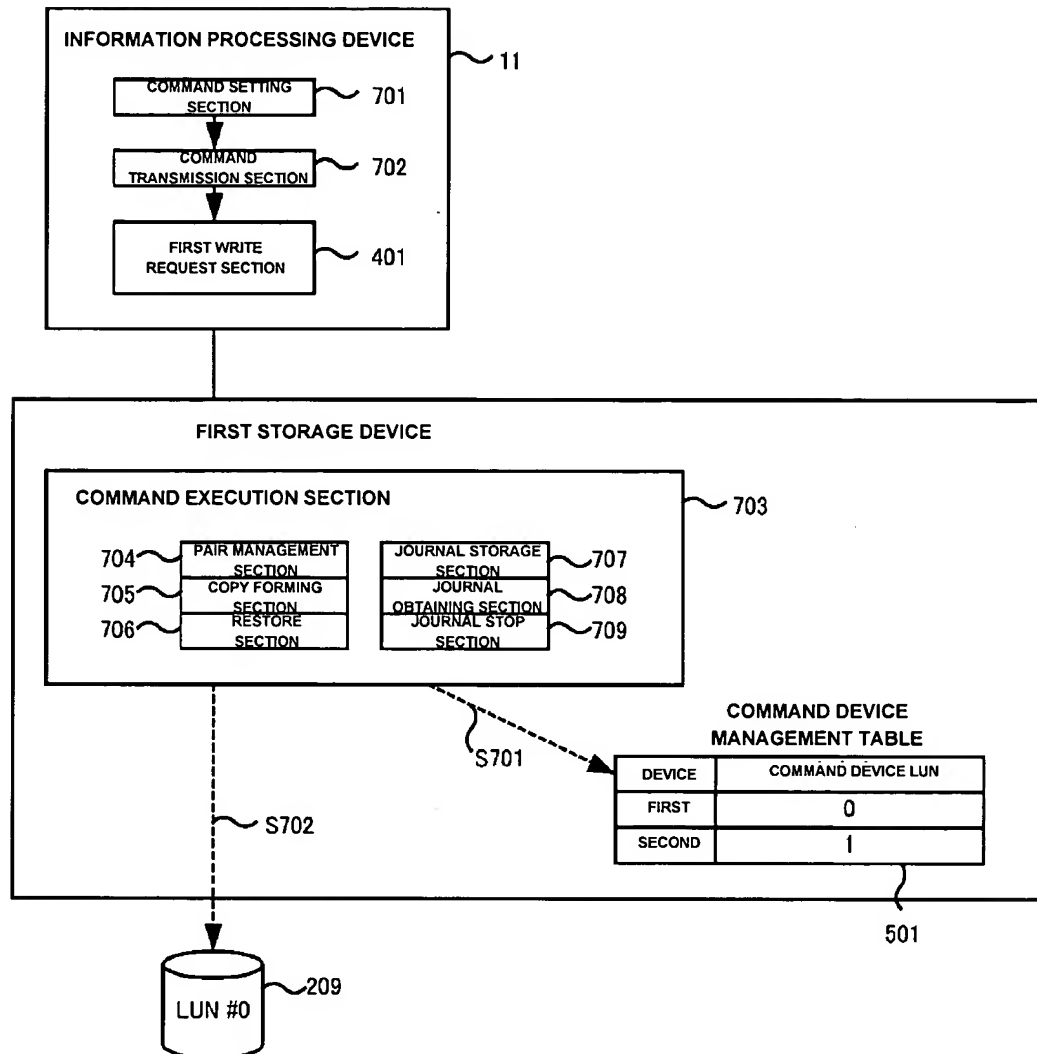 INFORMATION PROCESSING DEVICE
11
COMMAND SETTING
SECTION
701
COMMAND
TRANSMISSION SECTION
702
FIRST WRITE
REQUEST SECTION
401
FIRST STORAGE DEVICE
COMMAND EXECUTION SECTION
703
704
PAIR MANAGEMENT
SECTION
705
COPY FORMING
SECTION
706
RESTORE
SECTION
JOURNAL STORAGE
SECTION
707
JOURNAL
OBTAINING SECTION
708
JOURNAL STOP
SECTION
709
S701
S702
COMMAND DEVICE
MANAGEMENT TABLE
DEVICE COMMAND DEVICE LUN
FIRST 0
SECOND 1
501
LUN #0
209